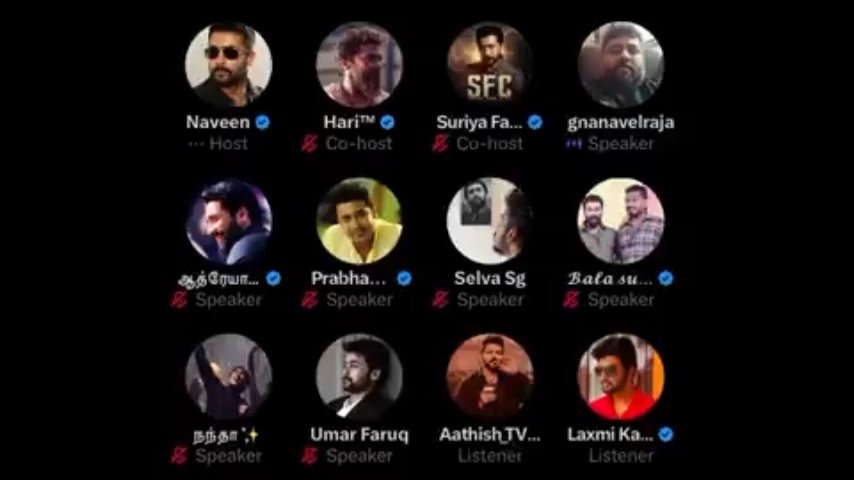 SFC
Naveen Hari™ Suriya Fa... gnanavelraja
Host Co-host Co-host Speaker
ஆத்ரேயா... Prabha... Selva Sg Bala su...
Speaker Speaker Speaker Speaker
நந்தா✨ Umar Faruq Aathish_TV... Laxmi Ka...
Speaker Speaker Listener Listener